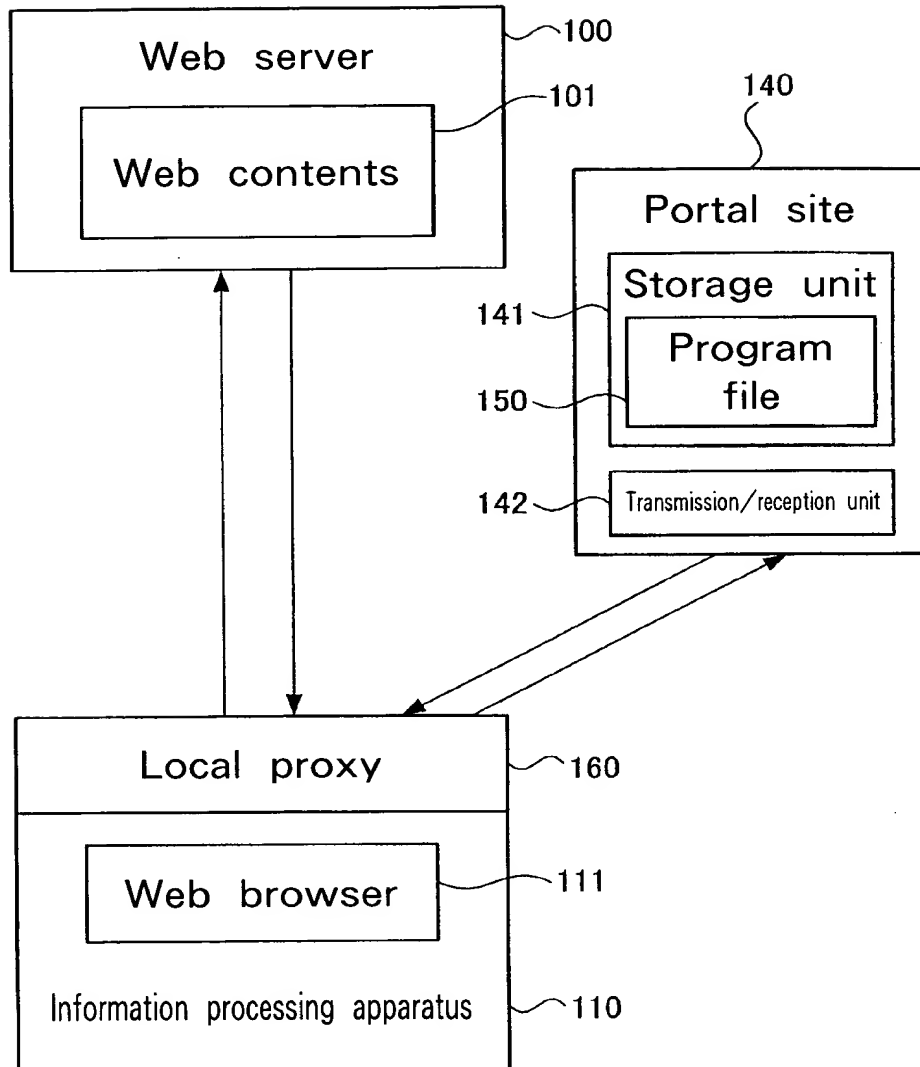 100
Web server
101
Web contents
140
Portal site
Storage unit
141
Program
file
150
142
Transmission/reception unit
Local proxy
160
Web browser
111
Information processing apparatus
110